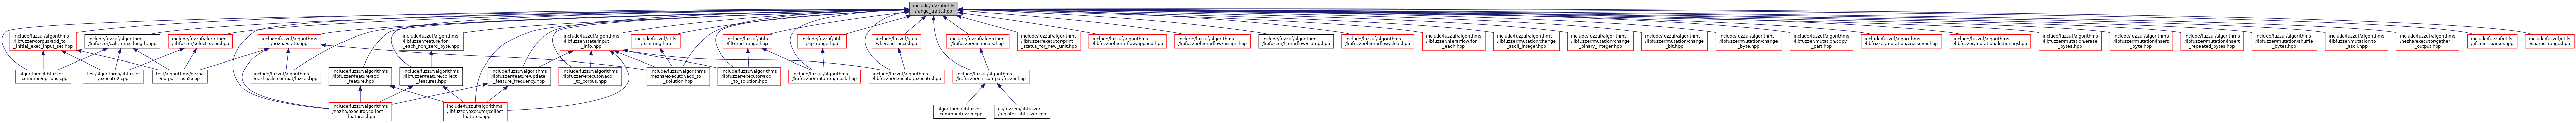 include/fuzzuf/utils
/range_traits.hpp
include/fuzzuf/algorithms
/libfuzzer/corpus/add_to
_initial_exec_input_set.hpp
include/fuzzuf/algorithms
/libfuzzer/calc_max_length.hpp
include/fuzzuf/algorithms
/libfuzzer/select_seed.hpp
include/fuzzuf/algorithms
/nezha/state.hpp
include/fuzzuf/algorithms
/libfuzzer/feature/for
_each_non_zero_byte.hpp
include/fuzzuf/algorithms
/libfuzzer/state/input
_info.hpp
include/fuzzuf/utils
/to_string.hpp
include/fuzzuf/utils
/filtered_range.hpp
include/fuzzuf/utils
/zip_range.hpp
include/fuzzuf/utils
/vfs/read_once.hpp
include/fuzzuf/algorithms
/libfuzzer/dictionary.hpp
include/fuzzuf/algorithms
/libfuzzer/executor/print
_status_for_new_unit.hpp
include/fuzzuf/algorithms
/libfuzzer/hierarflow/append.hpp
include/fuzzuf/algorithms
/libfuzzer/hierarflow/assign.hpp
include/fuzzuf/algorithms
/libfuzzer/hierarflow/clamp.hpp
include/fuzzuf/algorithms
/libfuzzer/hierarflow/clear.hpp
include/fuzzuf/algorithms
/libfuzzer/hierarflow/for
_each.hpp
include/fuzzuf/algorithms
/libfuzzer/mutation/change
_ascii_integer.hpp
include/fuzzuf/algorithms
/libfuzzer/mutation/change
_binary_integer.hpp
include/fuzzuf/algorithms
/libfuzzer/mutation/change
_bit.hpp
include/fuzzuf/algorithms
/libfuzzer/mutation/change
_byte.hpp
include/fuzzuf/algorithms
/libfuzzer/mutation/copy
_part.hpp
include/fuzzuf/algorithms
/libfuzzer/mutation/crossover.hpp
include/fuzzuf/algorithms
/libfuzzer/mutation/dictionary.hpp
include/fuzzuf/algorithms
/libfuzzer/mutation/erase
_bytes.hpp
include/fuzzuf/algorithms
/libfuzzer/mutation/insert
_byte.hpp
include/fuzzuf/algorithms
/libfuzzer/mutation/insert
_repeated_bytes.hpp
include/fuzzuf/algorithms
/libfuzzer/mutation/shuffle
_bytes.hpp
include/fuzzuf/algorithms
/libfuzzer/mutation/to
_ascii.hpp
include/fuzzuf/algorithms
/nezha/executor/gather
_output.hpp
include/fuzzuf/utils
/afl_dict_parser.hpp
include/fuzzuf/utils
/shared_range.hpp
algorithms/libfuzzer
_common/options.cpp
test/algorithms/libfuzzer
/execute2.cpp
test/algorithms/nezha
/output_hash2.cpp
include/fuzzuf/algorithms
/nezha/cli_compat/fuzzer.hpp
include/fuzzuf/algorithms
/libfuzzer/feature/add
_feature.hpp
include/fuzzuf/algorithms
/libfuzzer/feature/collect
_features.hpp
include/fuzzuf/algorithms
/libfuzzer/feature/update
_feature_frequency.hpp
include/fuzzuf/algorithms
/libfuzzer/executor/add
_to_corpus.hpp
include/fuzzuf/algorithms
/nezha/executor/add_to
_solution.hpp
include/fuzzuf/algorithms
/libfuzzer/executor/add
_to_solution.hpp
include/fuzzuf/algorithms
/libfuzzer/mutation/mask.hpp
include/fuzzuf/algorithms
/libfuzzer/executor/execute.hpp
include/fuzzuf/algorithms
/libfuzzer/cli_compat/fuzzer.hpp
include/fuzzuf/algorithms
/nezha/executor/collect
_features.hpp
include/fuzzuf/algorithms
/libfuzzer/executor/collect
_features.hpp
algorithms/libfuzzer
_common/fuzzer.cpp
cli/fuzzers/libfuzzer
/register_libfuzzer.cpp